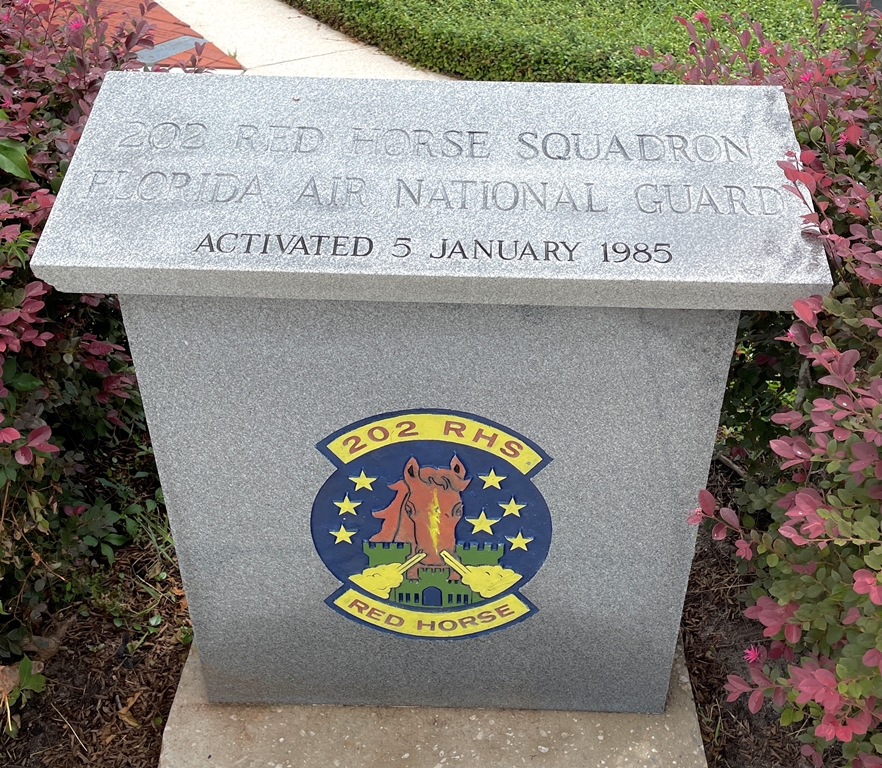 202 RED HORSE SQUADRON
FLORIDA AIR NATIONAL GUARD
ACTIVATED 5 JANUARY 1985
202 RHS
RED HORSE